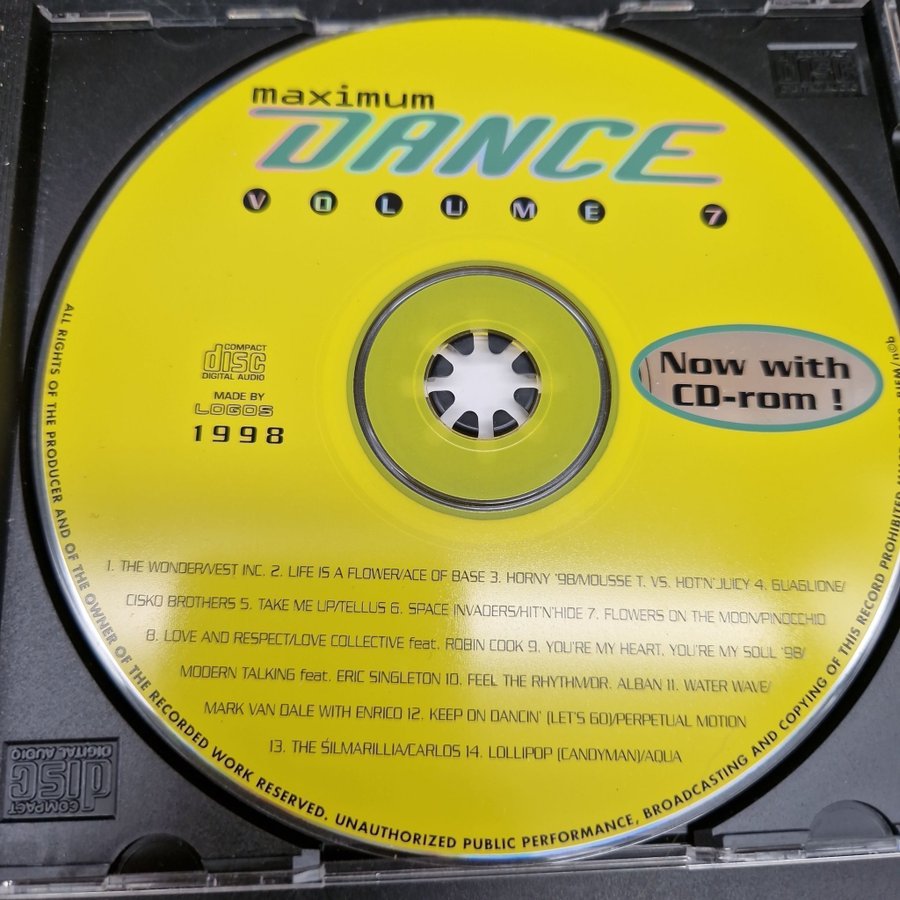 maximum
DANCE
VOLUME 7
COMPACT
disc
DIGITAL AUDIO
MADE BY
LOGOS
1998
Now with
CD-rom !
1. THE WONDER/VEST INC. 2. LIFE IS A FLOWER/ACE OF BASE 3. HORNY '98/MOUSSE T. VS. HOT'N'JUICY 4. GUAGLIONE/
CISKO BROTHERS 5. TAKE ME UP/TELLUS 6. SPACE INVADERS/HIT'N'HIDE 7. FLOWERS ON THE MOON/PINOCCHIO
8. LOVE AND RESPECT/LOVE COLLECTIVE feat. ROBIN COOK 9. YOU'RE MY HEART, YOU'RE MY SOUL '98/
MODERN TALKING feat. ERIC SINGLETON 10. FEEL THE RHYTHM/DR. ALBAN 11. WATER WAVE/
MARK VAN DALE WITH ENRICO 12. KEEP ON DANCIN' (LET'S GO)/PERPETUAL MOTION
13. THE SILMARILLIA/CARLOS 14. LOLLIPOP (CANDYMAN)/AQUA
ALL RIGHTS OF THE PRODUCER AND OF THE OWNER OF THE RECORDED WORK RESERVED. UNAUTHORIZED PUBLIC PERFORMANCE, BROADCASTING AND COPYING OF THIS RECORD PROHIBITED
n©b
COMPACT
disc
DIGITAL AUDIO
disc